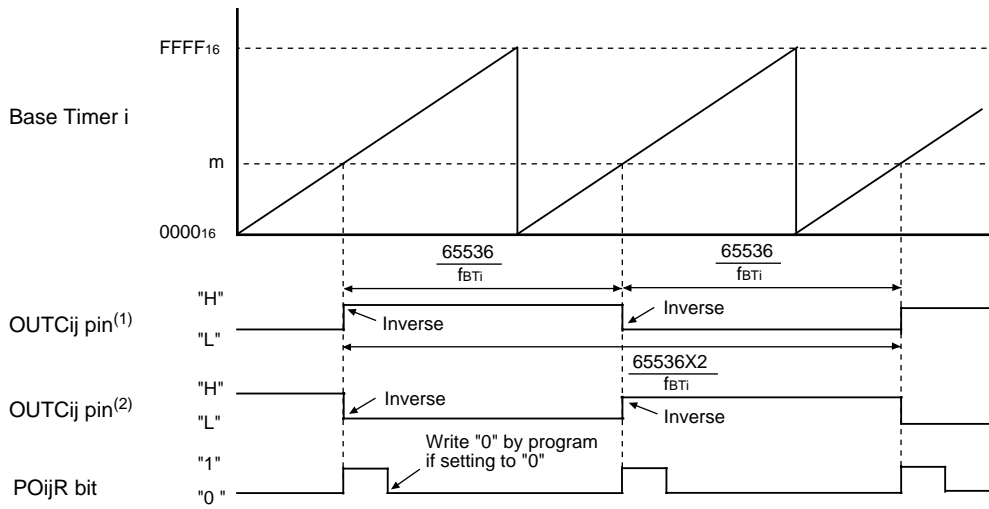 FFFF16
Base Timer i
m
000016
65536
fBTi
65536
fBTi
"H"
OUTCij pin(1)
"L"
Inverse
Inverse
65536X2
fBTi
"H"
OUTCij pin(2)
"L"
Inverse
Inverse
Write "0" by program
if setting to "0"
"1"
POijR bit
"0 "